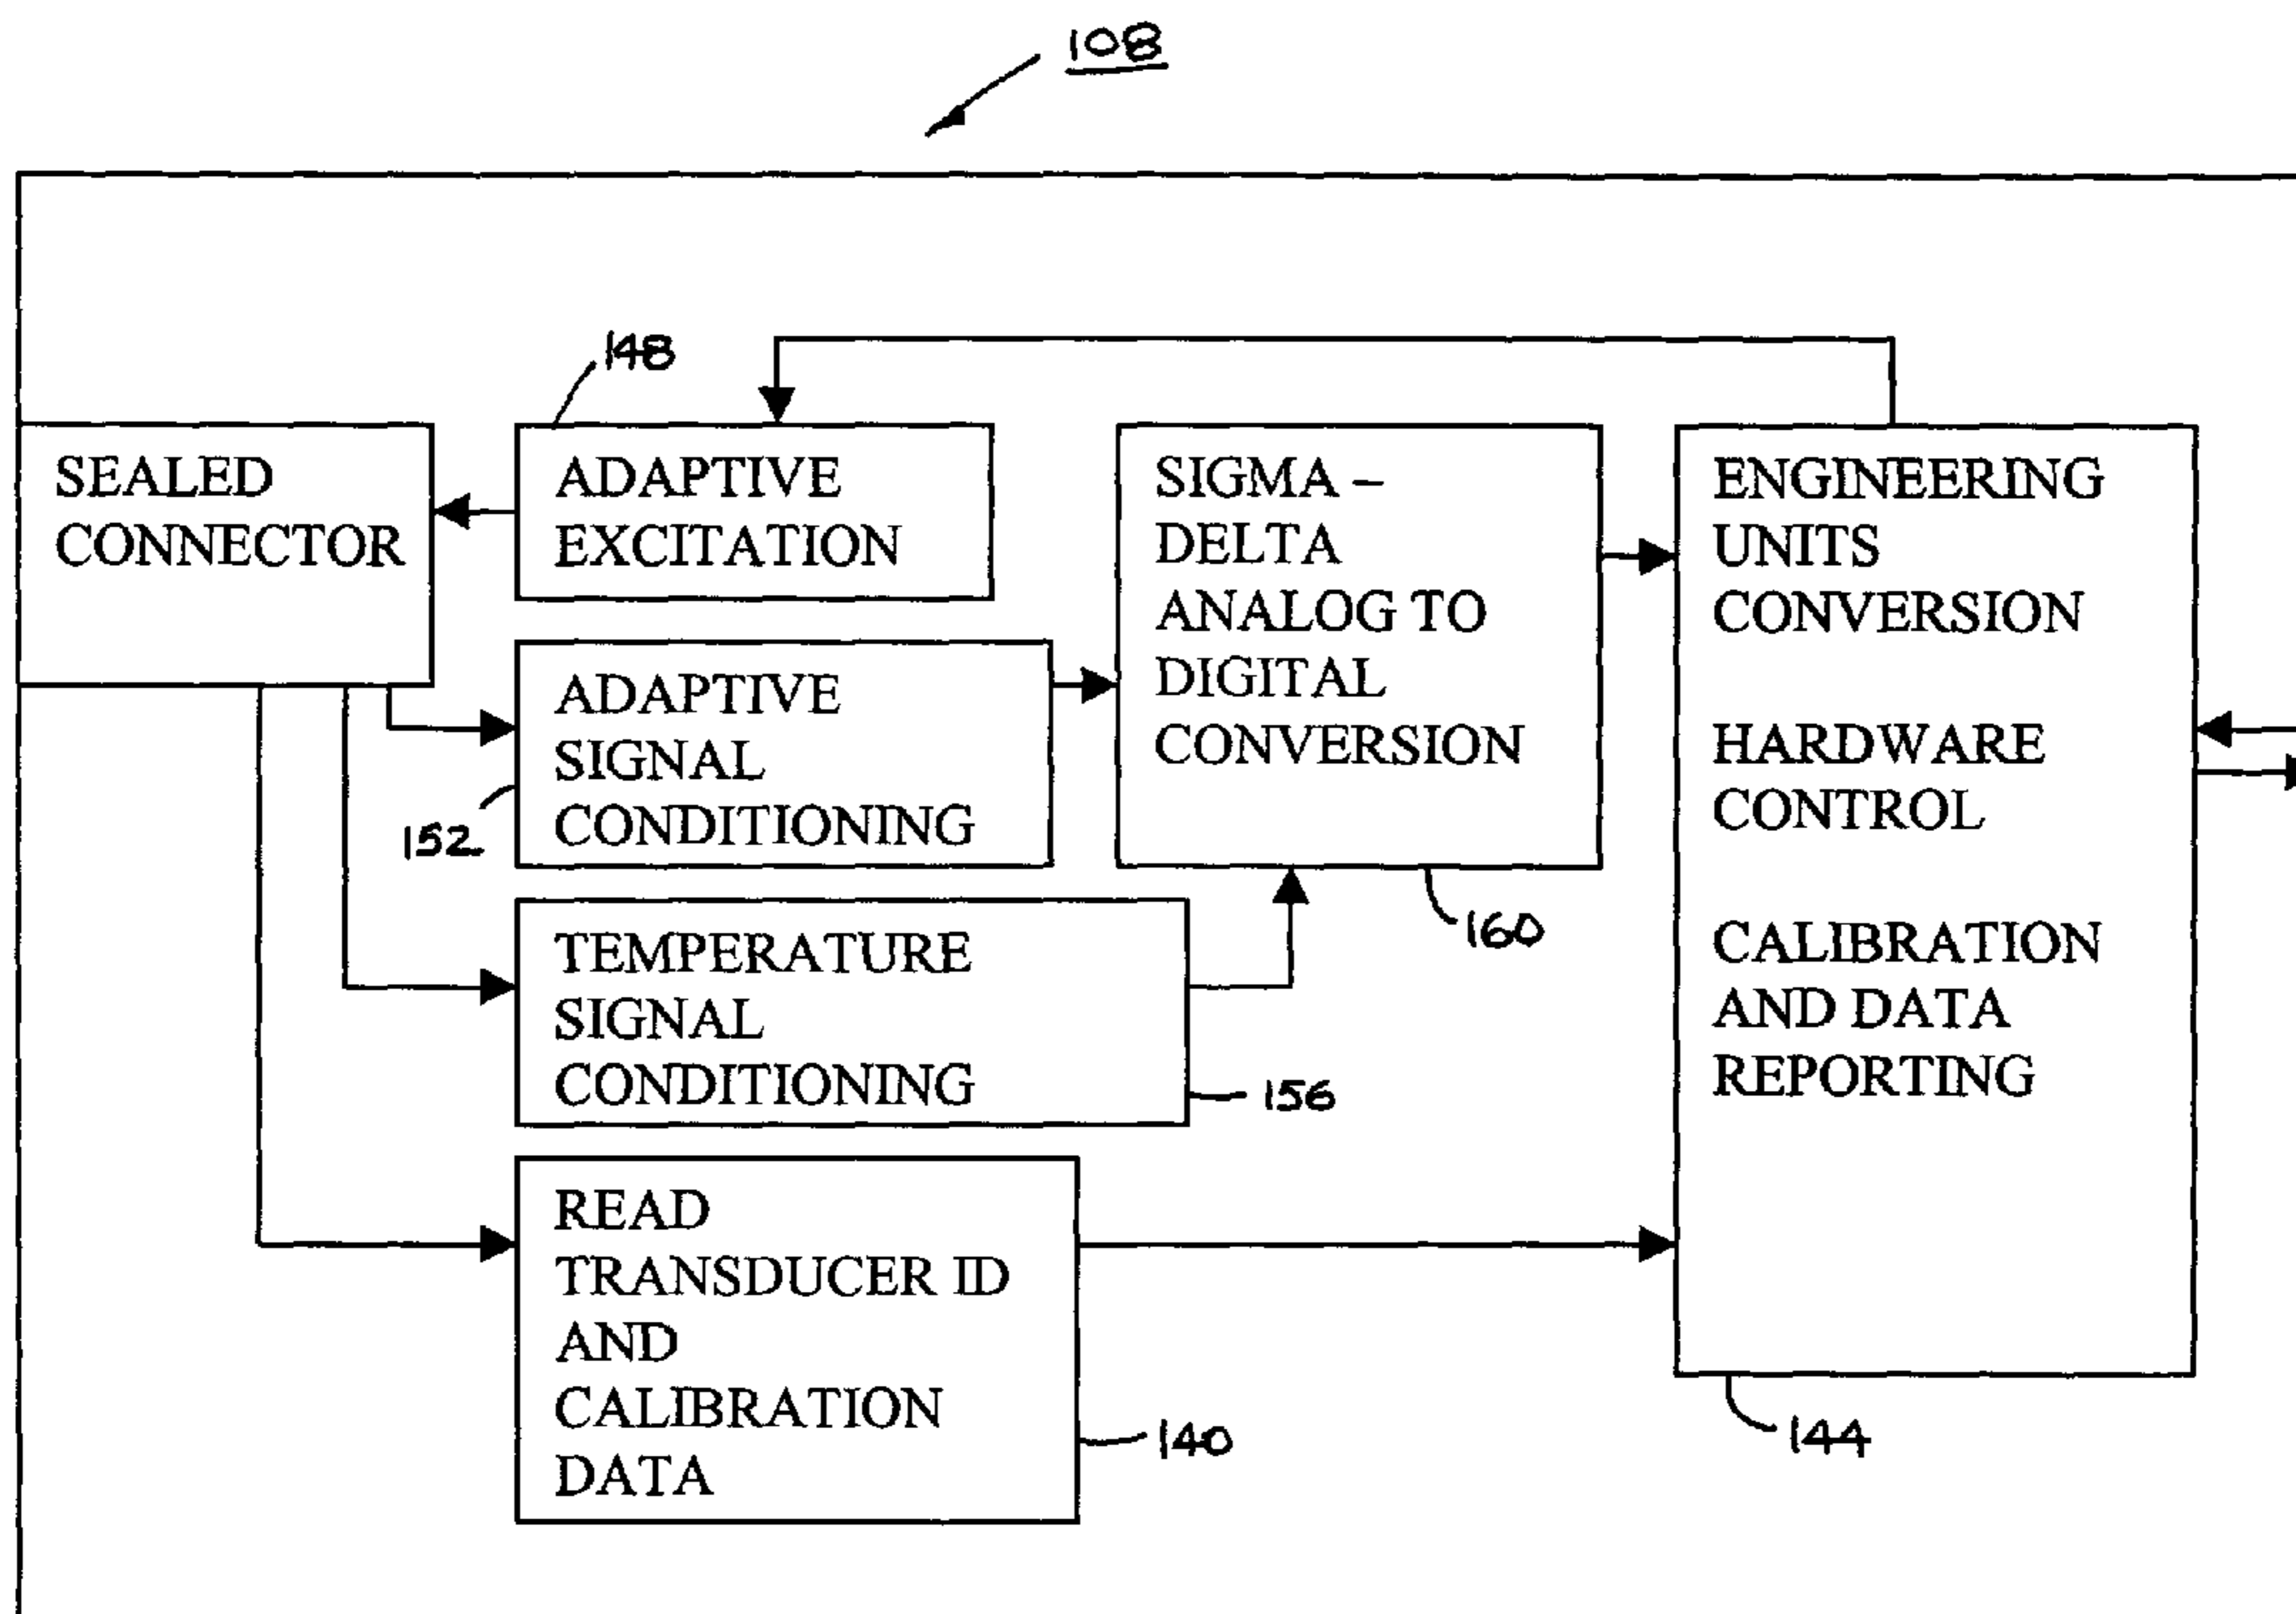 108
148
SEALED
CONNECTOR
ADAPTIVE
EXCITATION
SIGMA –
DELTA
ANALOG TO
DIGITAL
CONVERSION
ENGINEERING
UNITS
CONVERSION
HARDWARE
CONTROL
CALIBRATION
AND DATA
REPORTING
ADAPTIVE
SIGNAL
CONDITIONING
152
160
TEMPERATURE
SIGNAL
CONDITIONING
156
READ
TRANSDUCER ID
AND
CALIBRATION
DATA
140
144